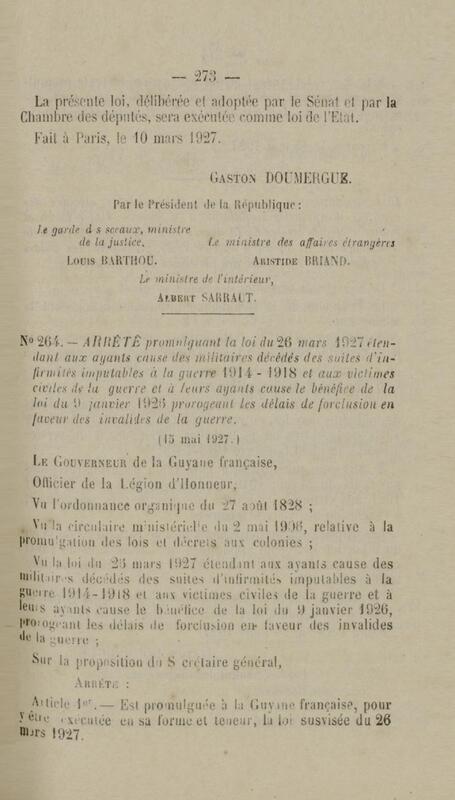 — 273 —
La présente loi, délibérée et adoptée par le Sénat et par la
Chambre des députés, sera exécutée comme loi de l'Etat.
Fait à Paris, le 10 mars 1927.
GASTON DOUMERGUE.
Par le Président de la République :
Le garde d s sceaux, ministre
de la justice,
Le ministre des affaires étrangères
LOUIS BARTHOU.
ARISTIDE BRIAND.
Le ministre de l'intérieur,
ALBERT SARRAUT.
N° 264. — ARRÊTÉ promulguant la loi du 26 mars 1927 éten-
dant aux ayants cause des militaires décédés des suites d'in-
firmités imputables à la guerre 1914 - 1918 et aux victimes
civiles de la guerre et à leurs ayants cause le bénéfice de la
loi du 9 janvier 1926 prorogeant les délais de forclusion en
faveur des invalides de la guerre.
(15 mai 1927.)
LE GOUVERNEUR de la Guyane française,
Officier de la Légion d'Honneur,
Vu l'ordonnance organique du 27 août 1828 ;
Vu la circulaire ministérielle du 2 mai 1906, relative à la
promulgation des lois et décrets aux colonies ;
Vu la loi du 26 mars 1927 étendant aux ayants cause des
militaires décédés des suites d'infirmités imputables à la
guerre 1914-1918 et aux victimes civiles de la guerre et à
leurs ayants cause le bénéfice de la loi du 9 janvier 1926,
prorogeant les délais de forclusion en faveur des invalides
de la guerre ;
Sur la proposition du S crétaire général,
ARRÊTE :
Article 1er. — Est promulguée à la Guyane française, pour
y être exécutée en sa forme et teneur, la loi susvisée du 26
mars 1927.